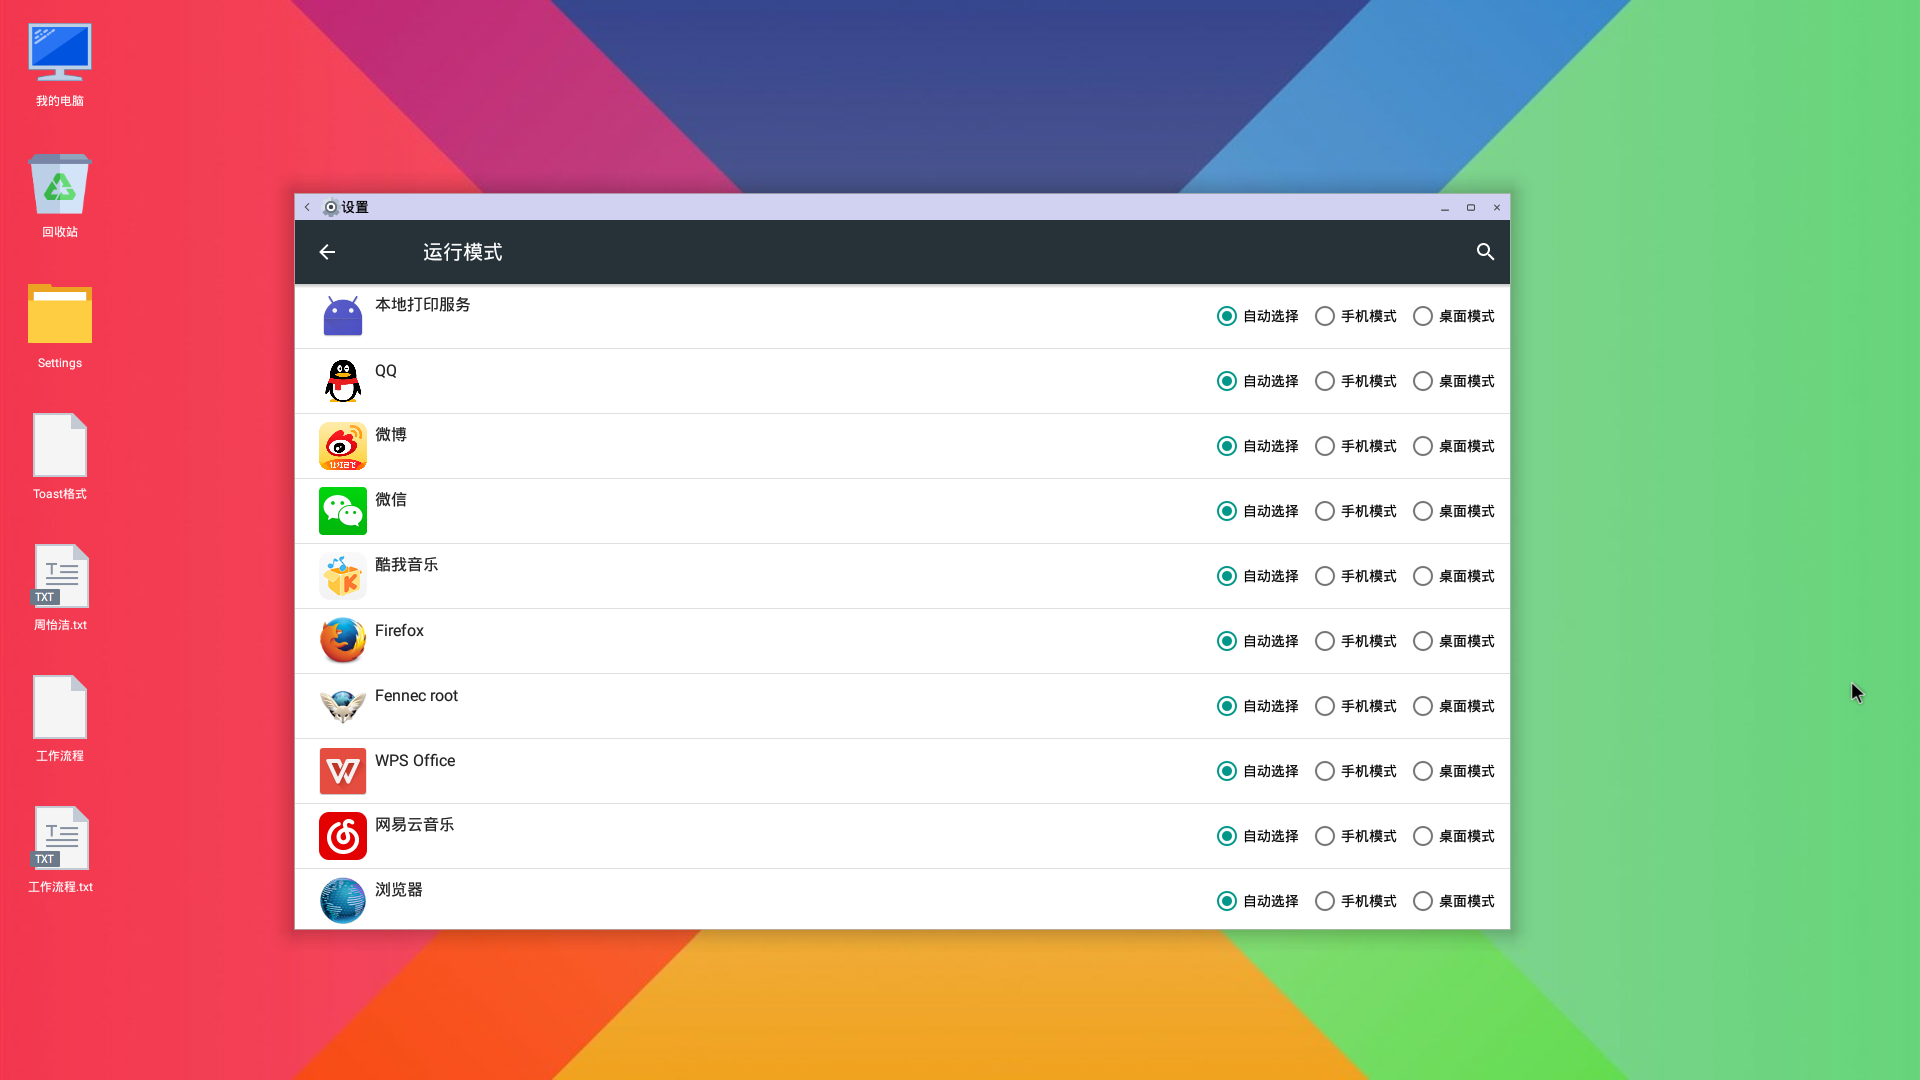 我的电脑
回收站
Settings
Toast格式
TXT
周怡洁.txt
工作流程
TXT
工作流程.txt
设置
运行模式
本地打印服务
自动选择 手机模式 桌面模式
QQ
自动选择 手机模式 桌面模式
微博
自动选择 手机模式 桌面模式
微信
自动选择 手机模式 桌面模式
酷我音乐
自动选择 手机模式 桌面模式
Firefox
自动选择 手机模式 桌面模式
Fennec root
自动选择 手机模式 桌面模式
WPS Office
自动选择 手机模式 桌面模式
网易云音乐
自动选择 手机模式 桌面模式
浏览器
自动选择 手机模式 桌面模式